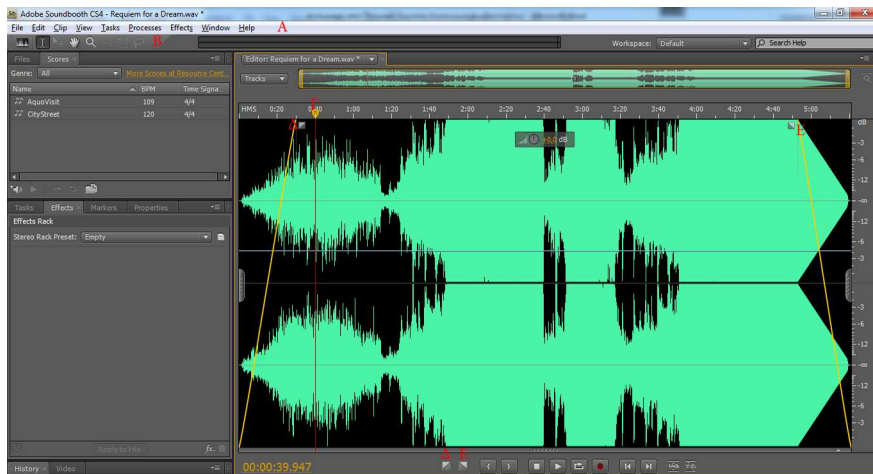 Adobe Soundbooth CS4 - Requiem for a Dream.wav *
File Edit Clip View Tasks Processes Effects Window Help A
B
Workspace: Default Search Help
Files Scores ×
Genre: All More Scores at Resource Cent...
Name BPM Time Signa...
AquoVisit 109 4/4
CityStreet 120 4/4
Tasks Effects × Markers Properties
Effects Rack
Stereo Rack Preset: Empty
Apply to File fx.
History × Video
Editor: Requiem for a Dream.wav *
Tracks
HMS 0:20 0:40 1:00 1:20 1:40 2:00 2:20 2:40 3:00 3:20 3:40 4:00 4:20 4:40 5:00
A E
+0,0 dB
dB
-3
-6
-12
-∞
-12
-6
-3
-3
-6
-12
-∞
-12
-6
-3
A E
00:00:39.947